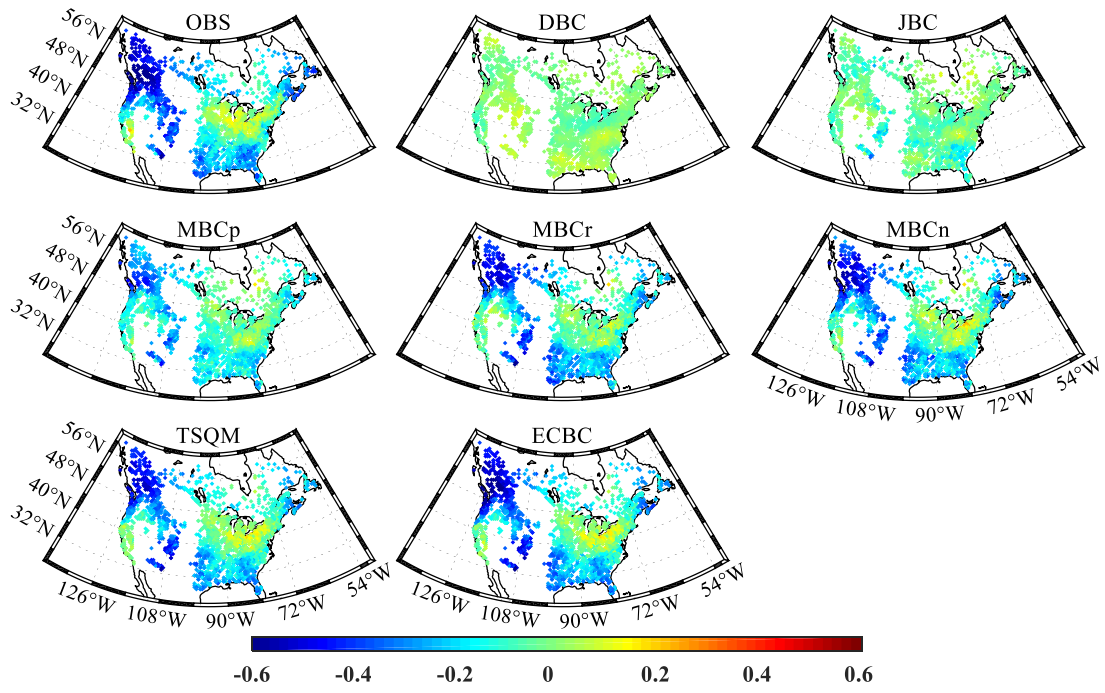 OBS DBC JBC
56°N
48°N
40°N
32°N
MBCp MBCr MBCn
56°N
48°N
40°N
32°N
126°W 108°W 90°W 72°W 54°W
TSQM ECBC
56°N
48°N
40°N
32°N
126°W 108°W 90°W 72°W 54°W 126°W 108°W 90°W 72°W 54°W
-0.6 -0.4 -0.2 0 0.2 0.4 0.6